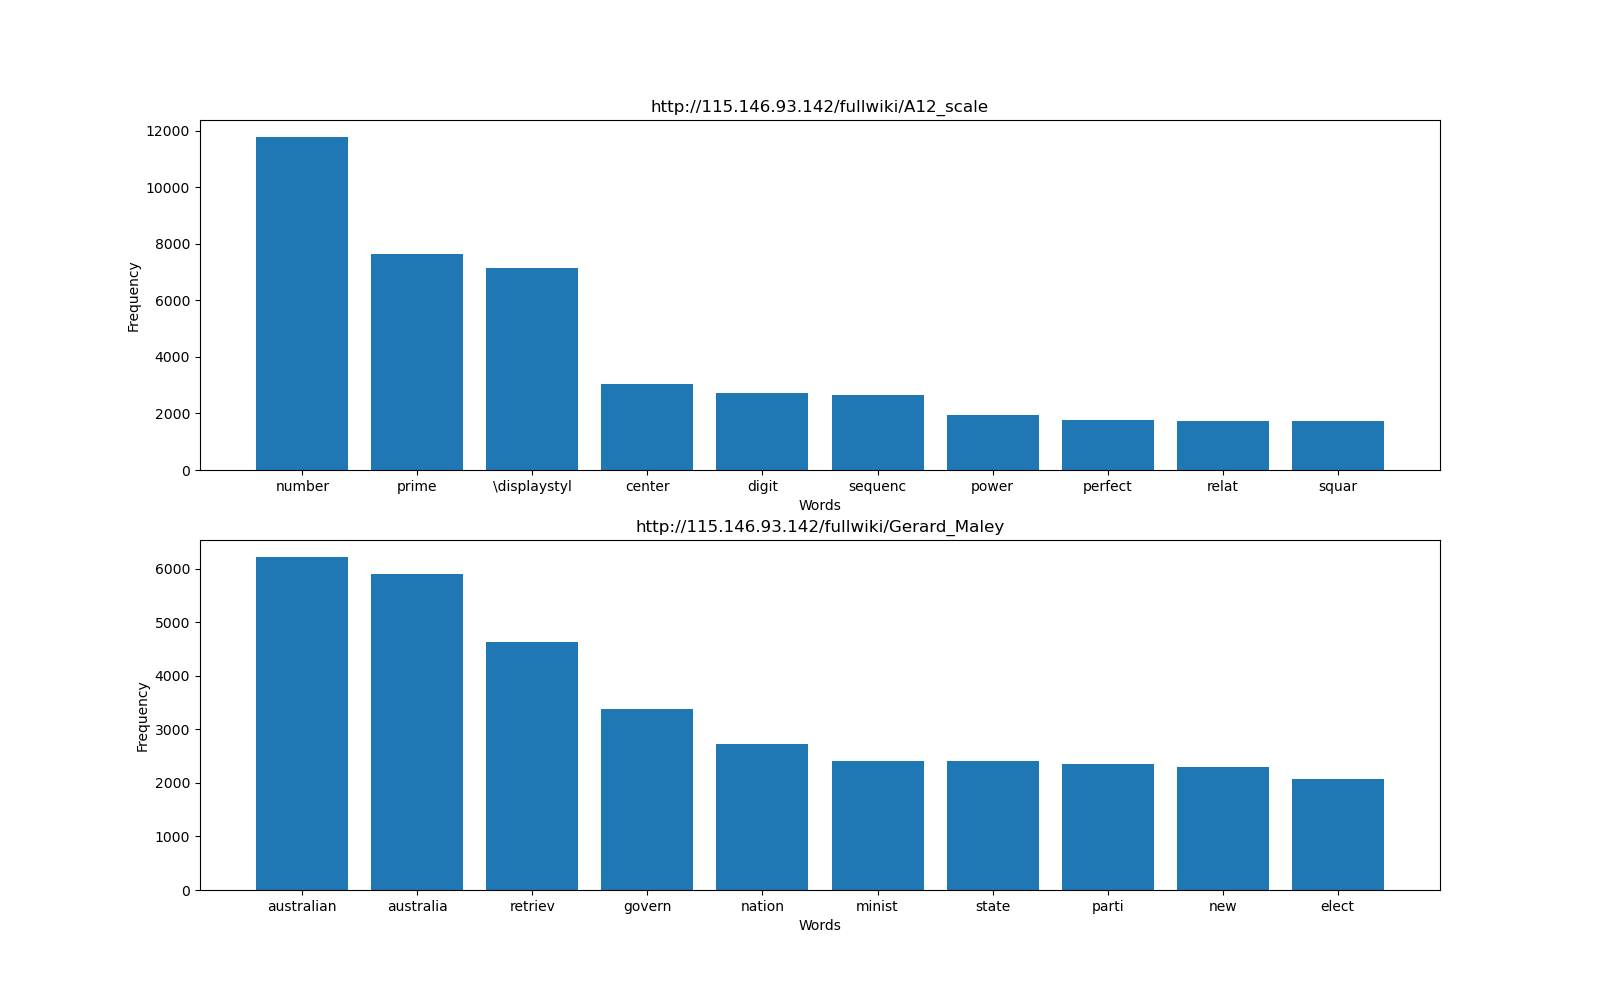 http://115.146.93.142/fullwiki/A12_scale
12000
10000
8000
6000
4000
2000
0
Frequency
number prime \displaystyl center digit sequenc power perfect relat squar
Words
http://115.146.93.142/fullwiki/Gerard_Maley
6000
5000
4000
3000
2000
1000
0
Frequency
australian australia retriev govern nation minist state parti new elect
Words